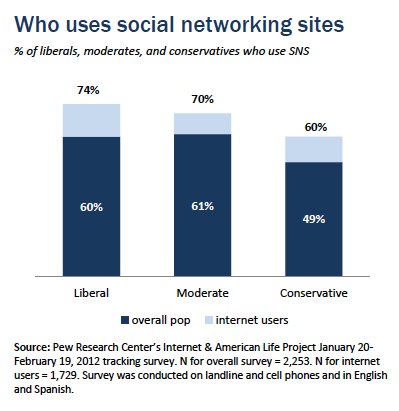 Who uses social networking sites
% of liberals, moderates, and conservatives who use SNS
74%
70%
60%
60%
61%
49%
Liberal Moderate Conservative
overall pop internet users
Source: Pew Research Center's Internet & American Life Project January 20-
February 19, 2012 tracking survey. N for overall survey = 2,253. N for internet
users = 1,729. Survey was conducted on landline and cell phones and in English
and Spanish.